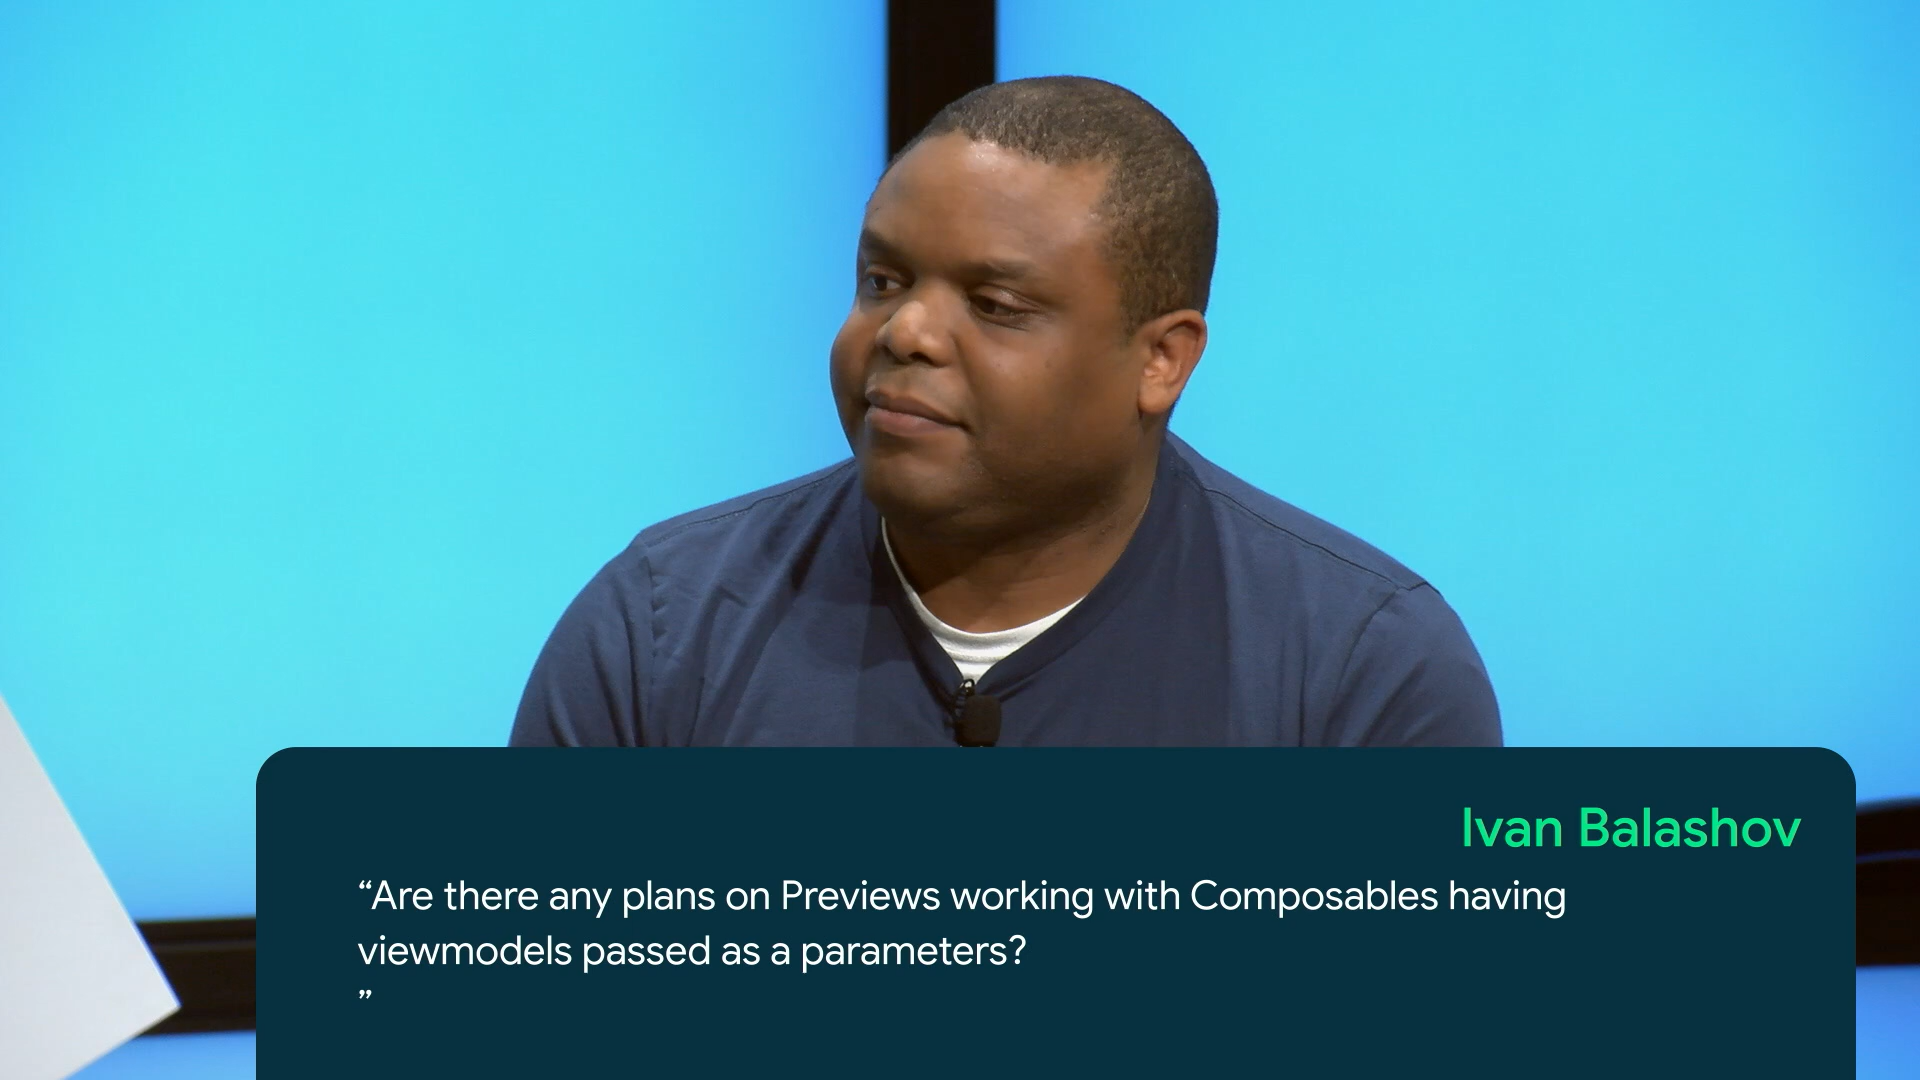 Ivan Balashov
“Are there any plans on Previews working with Composables having
viewmodels passed as a parameters?
”